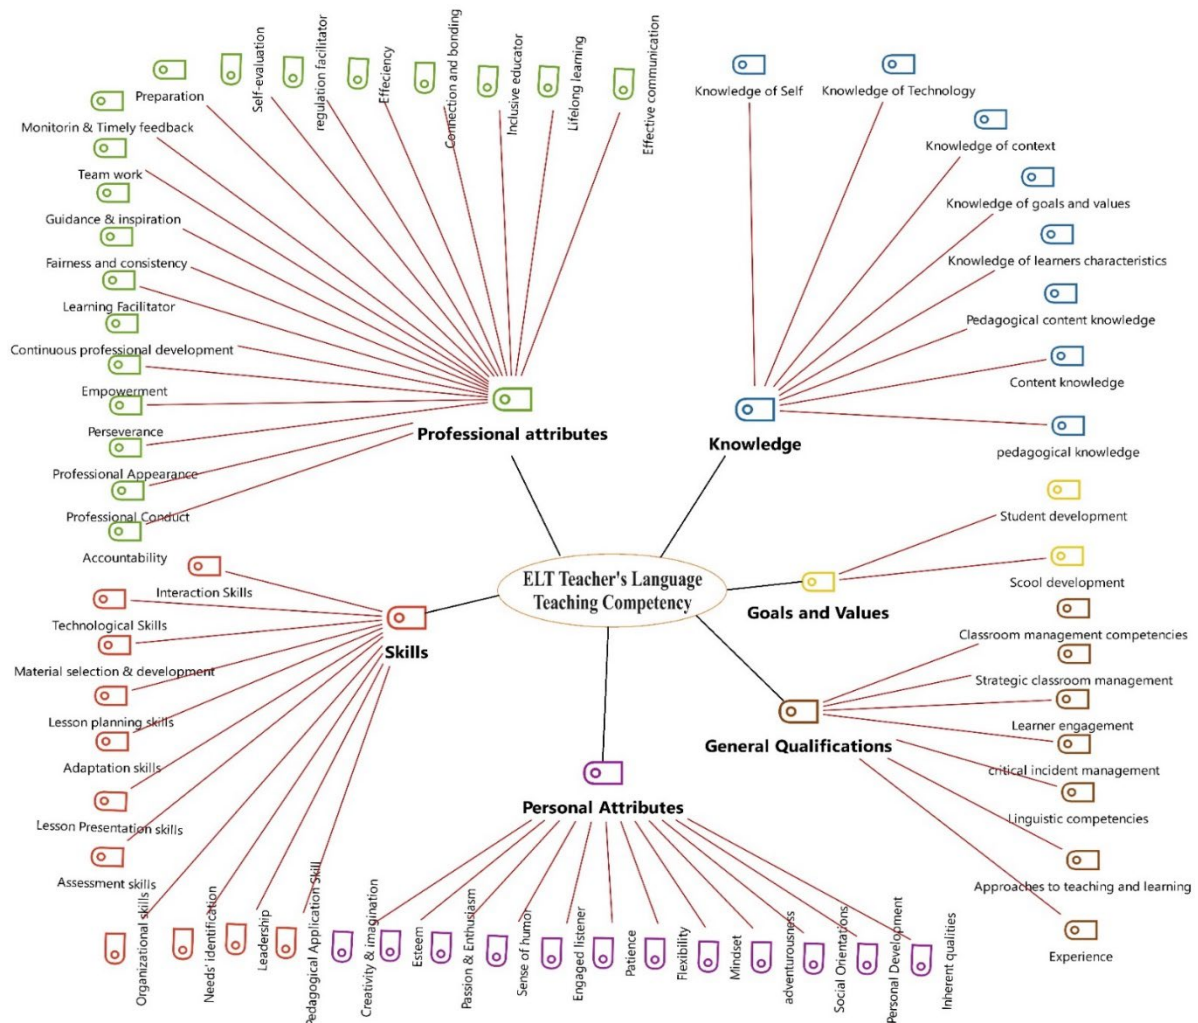 Preparation
Self-evaluation
regulation facilitator
Effeciency
Connection and bonding
Inclusive educator
Lifelong learning
Effective communication
Monitorin & Timely feedback
Team work
Guidance & inspiration
Fairness and consistency
Learning Facilitator
Continuous professional development
Empowerment
Perseverance
Professional Appearance
Professional Conduct
Accountability
Professional attributes
Knowledge of Self
Knowledge of Technology
Knowledge of context
Knowledge of goals and values
Knowledge of learners characteristics
Pedagogical content knowledge
Content knowledge
pedagogical knowledge
Knowledge
ELT Teacher's Language
Teaching Competency
Student development
Scool development
Goals and Values
Interaction Skills
Technological Skills
Material selection & development
Lesson planning skills
Adaptation skills
Lesson Presentation skills
Assessment skills
Organizational skills
Needs' identification
Leadership
Pedagogical Application Skill
Skills
Classroom management competencies
Strategic classroom management
Learner engagement
critical incident management
Linguistic competencies
Approaches to teaching and learning
Experience
General Qualifications
Personal Attributes
Creativity & imagination
Esteem
Passion & Enthusiasm
Sense of humor
Engaged listener
Patience
Flexibility
Mindset
adventurousness
Social Orientations
Personal Development
Inherent qualities